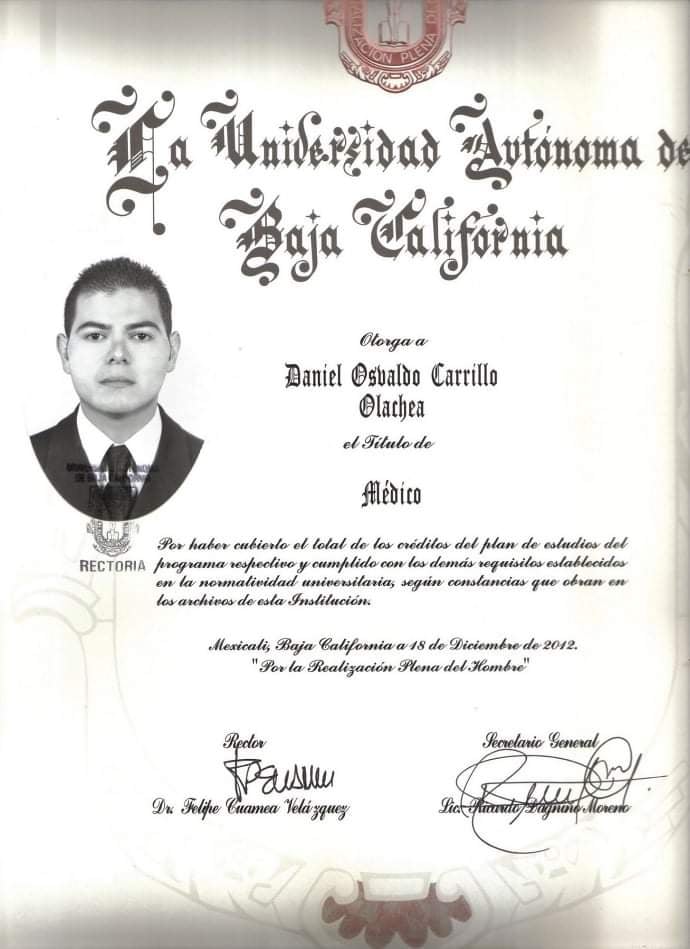 ALIZACION PLENA DE
La Universidad Autónoma de
Baja California
Otorga a
Daniel Osvaldo Carrillo
Olachea
el Título de
Médico
RECTORIA
Por haber cubierto el total de los créditos del plan de estudios del
programa respectivo y cumplido con los demás requisitos establecidos
en la normatividad universitaria, según constancias que obran en
los archivos de esta Institución.
Mexicali, Baja California a 18 de Diciembre de 2012.
"Por la Realización Plena del Hombre"
Rector
Secretario General
Dr. Felipe Cuamea Velázquez
Lic. Ricardo Dagnino Moreno